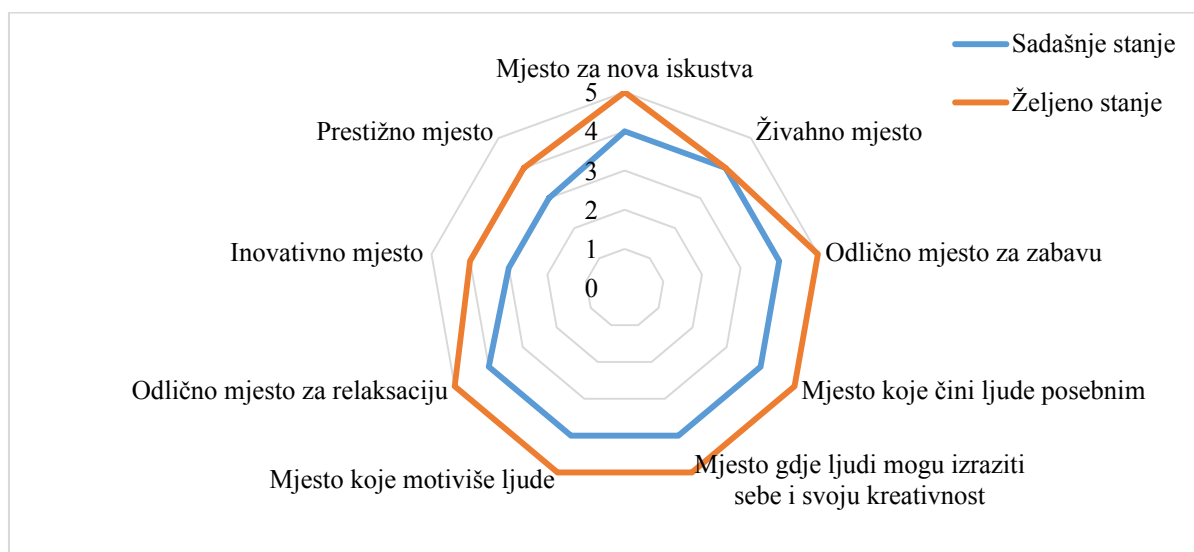 Sadašnje stanje
Željeno stanje
Mjesto za nova iskustva
Živahno mjesto
Odlično mjesto za zabavu
Mjesto koje čini ljude posebnim
Mjesto gdje ljudi mogu izraziti
sebe i svoju kreativnost
Mjesto koje motiviše ljude
Odlično mjesto za relaksaciju
Inovativno mjesto
Prestižno mjesto
5
4
3
2
1
0